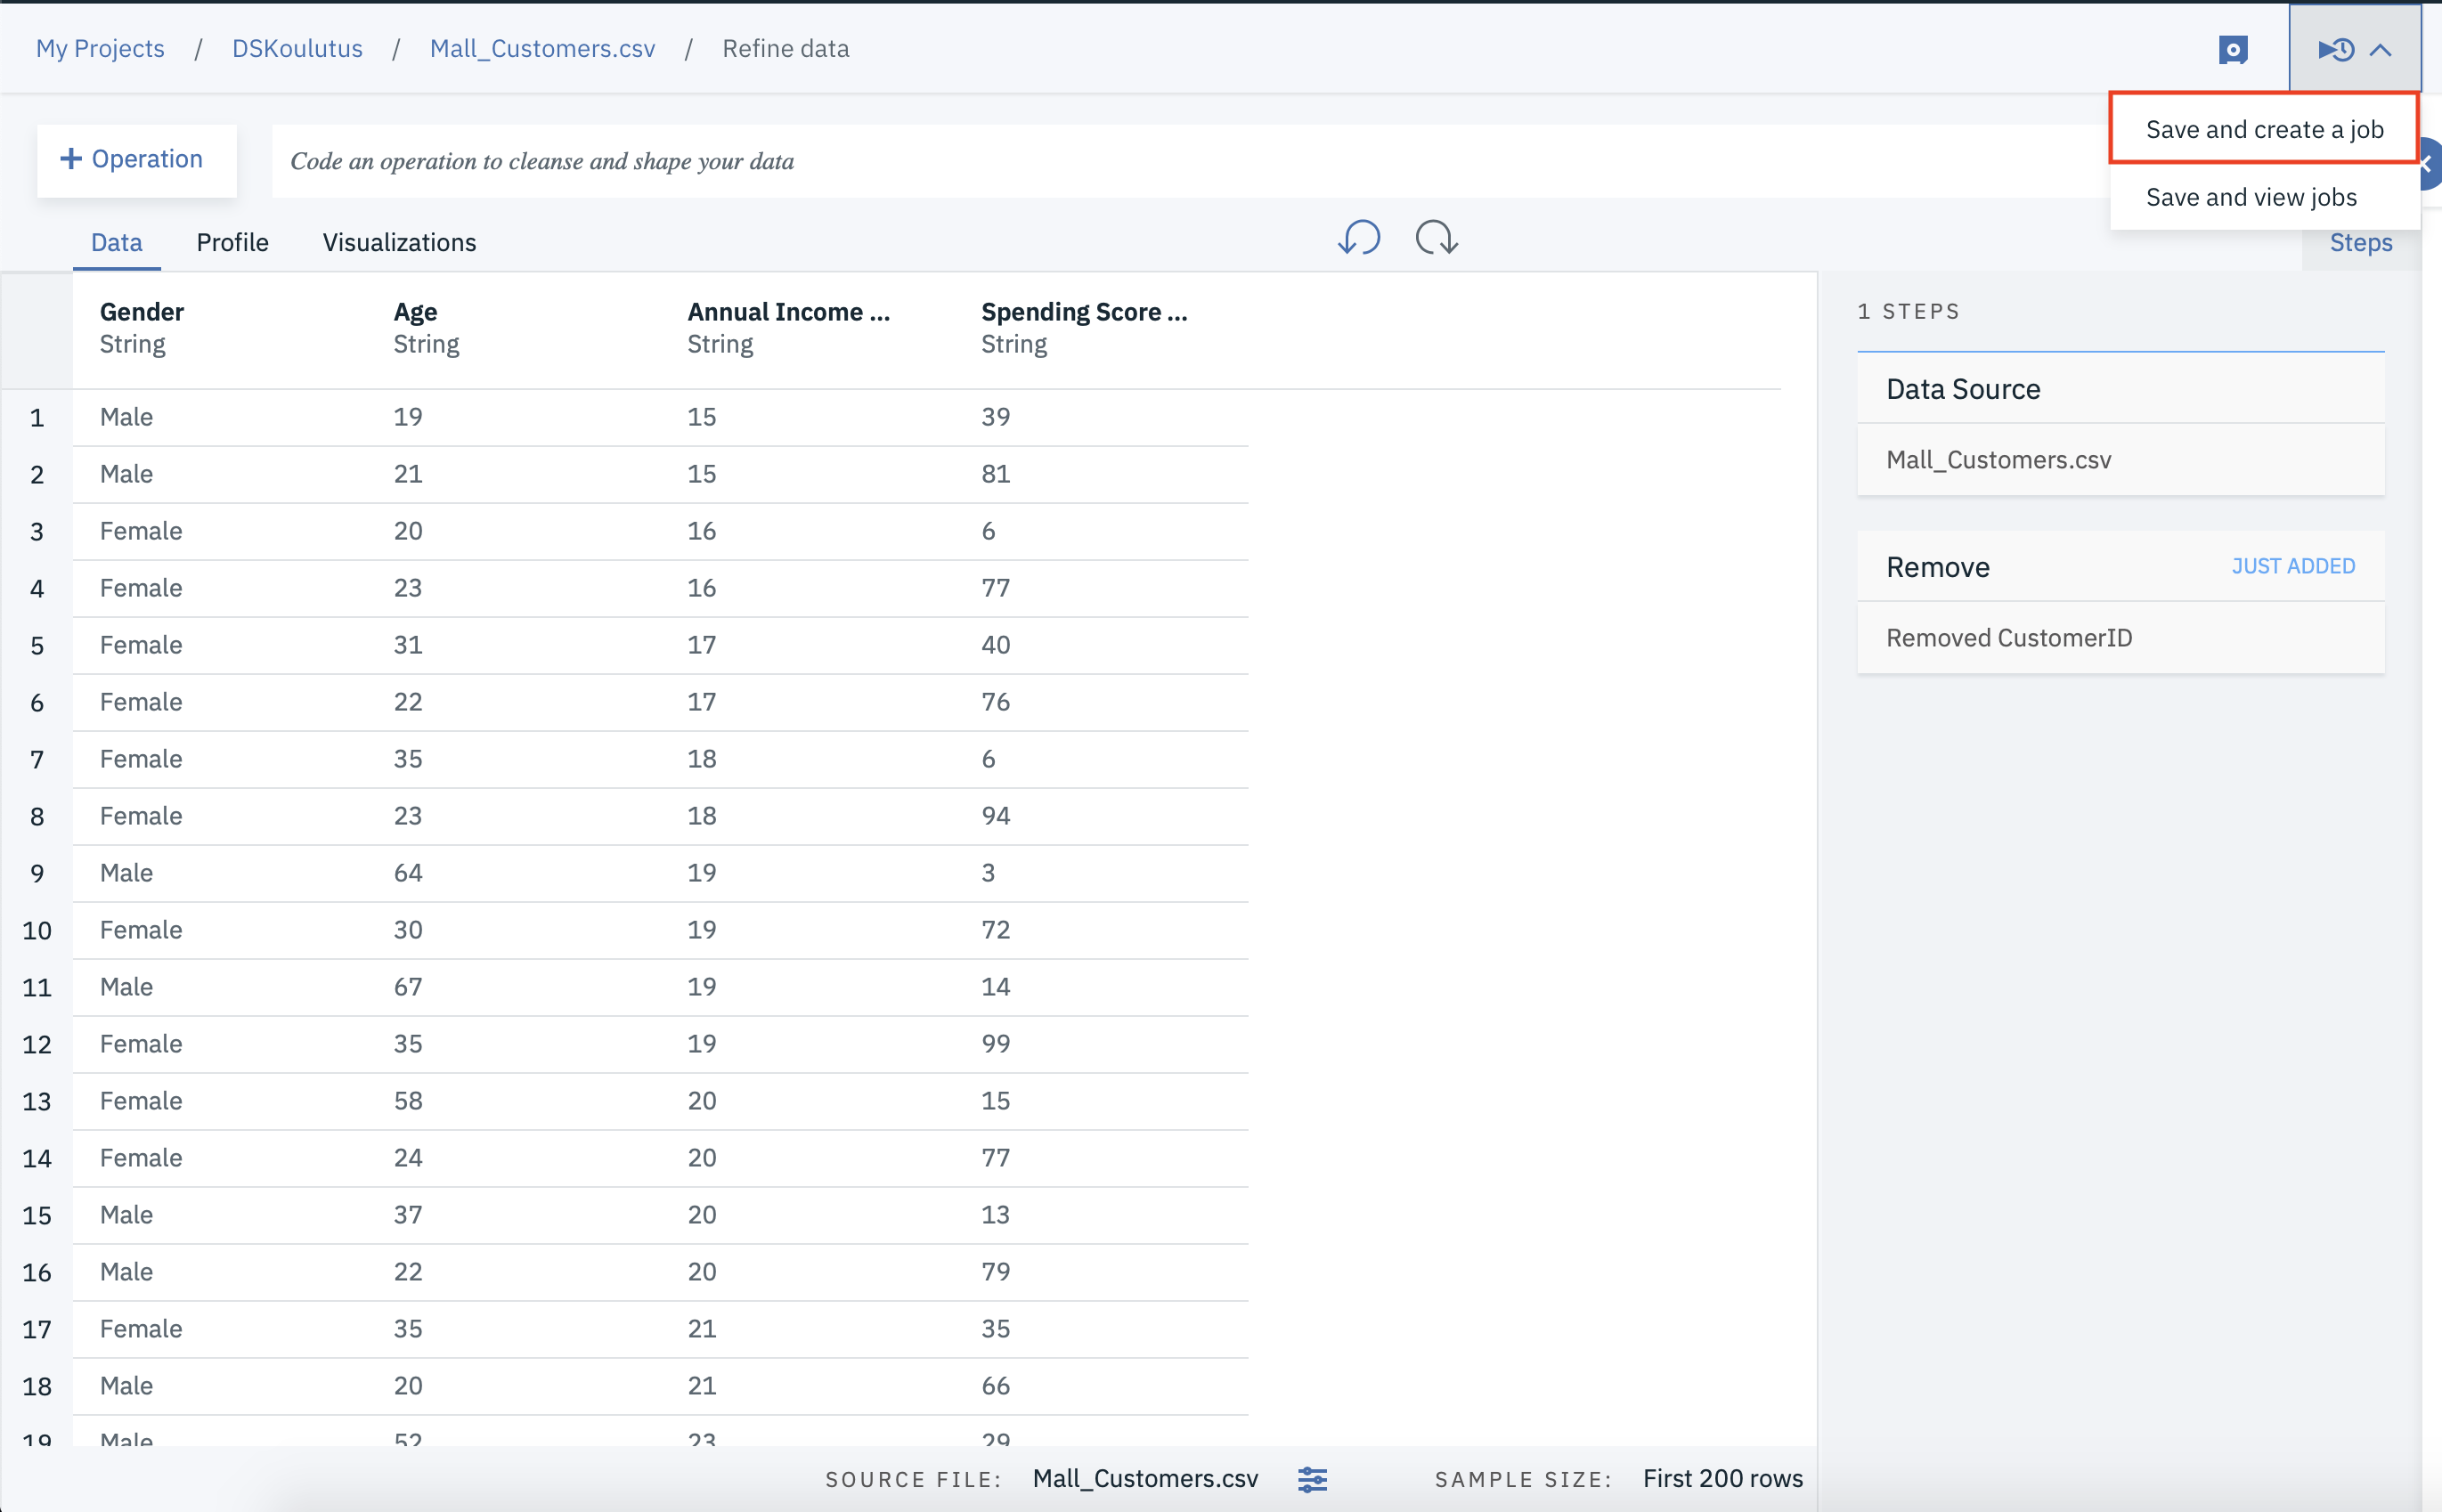 My Projects / DSKoulutus / Mall_Customers.csv / Refine data
Save and create a job
Save and view jobs
+ Operation
Code an operation to cleanse and shape your data
Data Profile Visualizations
Steps
Gender Age Annual Income ... Spending Score ...
String String String String
1 Male 19 15 39
2 Male 21 15 81
3 Female 20 16 6
4 Female 23 16 77
5 Female 31 17 40
6 Female 22 17 76
7 Female 35 18 6
8 Female 23 18 94
9 Male 64 19 3
10 Female 30 19 72
11 Male 67 19 14
12 Female 35 19 99
13 Female 58 20 15
14 Female 24 20 77
15 Male 37 20 13
16 Male 22 20 79
17 Female 35 21 35
18 Male 20 21 66
19 Male 52 23 29
1 STEPS
Data Source
Mall_Customers.csv
Remove JUST ADDED
Removed CustomerID
SOURCE FILE: Mall_Customers.csv SAMPLE SIZE: First 200 rows